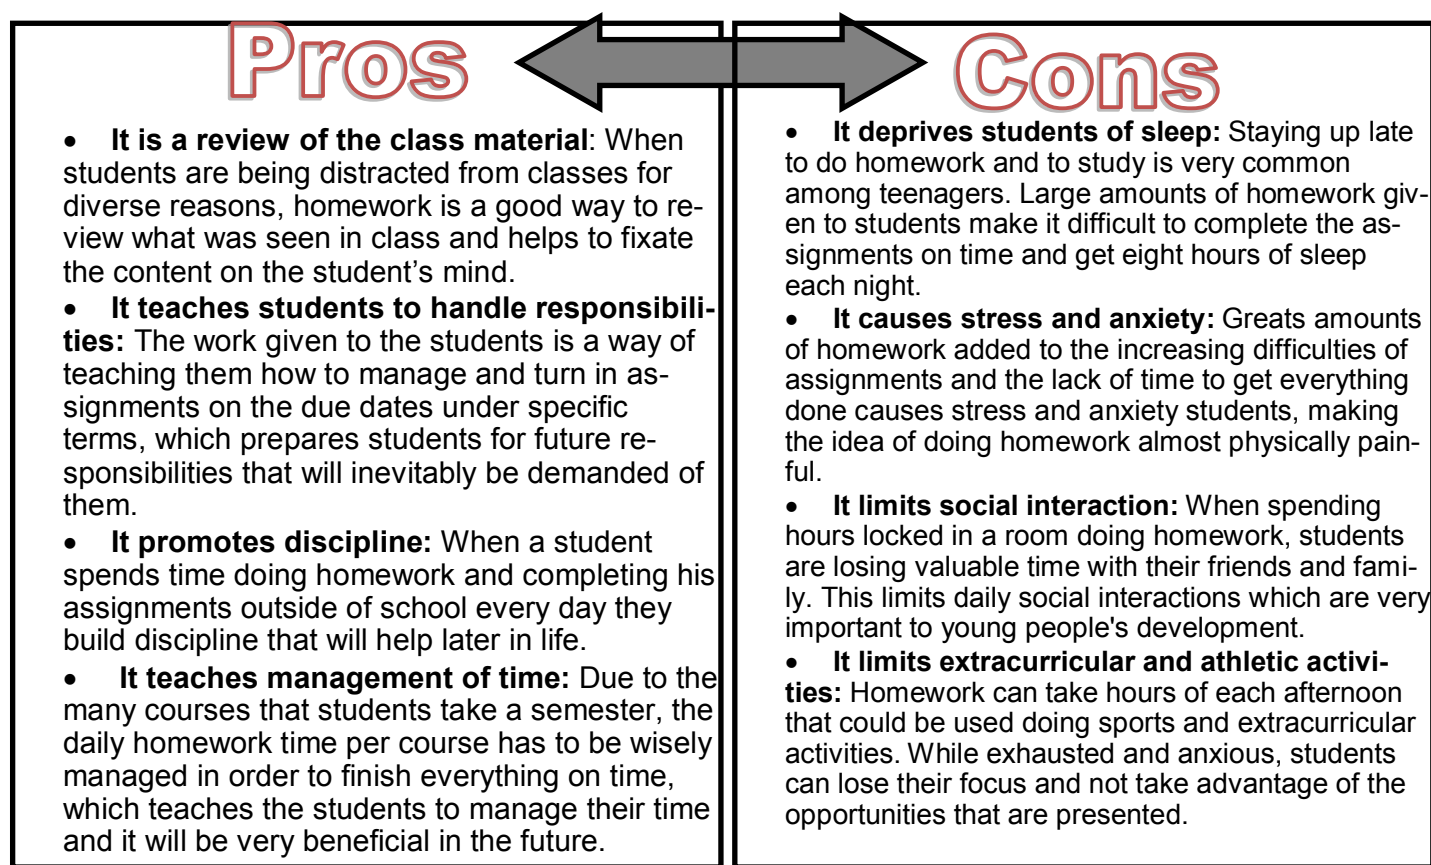 Pros
• It is a review of the class material: When
students are being distracted from classes for
diverse reasons, homework is a good way to re-
view what was seen in class and helps to fixate
the content on the student's mind.
• It teaches students to handle responsibili-
ties: The work given to the students is a way of
teaching them how to manage and turn in as-
signments on the due dates under specific
terms, which prepares students for future re-
sponsibilities that will inevitably be demanded of
them.
• It promotes discipline: When a student
spends time doing homework and completing his
assignments outside of school every day they
build discipline that will help later in life.
• It teaches management of time: Due to the
many courses that students take a semester, the
daily homework time per course has to be wisely
managed in order to finish everything on time,
which teaches the students to manage their time
and it will be very beneficial in the future.
Cons
• It deprives students of sleep: Staying up late
to do homework and to study is very common
among teenagers. Large amounts of homework giv-
en to students make it difficult to complete the as-
signments on time and get eight hours of sleep
each night.
• It causes stress and anxiety: Greats amounts
of homework added to the increasing difficulties of
assignments and the lack of time to get everything
done causes stress and anxiety students, making
the idea of doing homework almost physically pain-
ful.
• It limits social interaction: When spending
hours locked in a room doing homework, students
are losing valuable time with their friends and fami-
ly. This limits daily social interactions which are very
important to young people's development.
• It limits extracurricular and athletic activi-
ties: Homework can take hours of each afternoon
that could be used doing sports and extracurricular
activities. While exhausted and anxious, students
can lose their focus and not take advantage of the
opportunities that are presented.